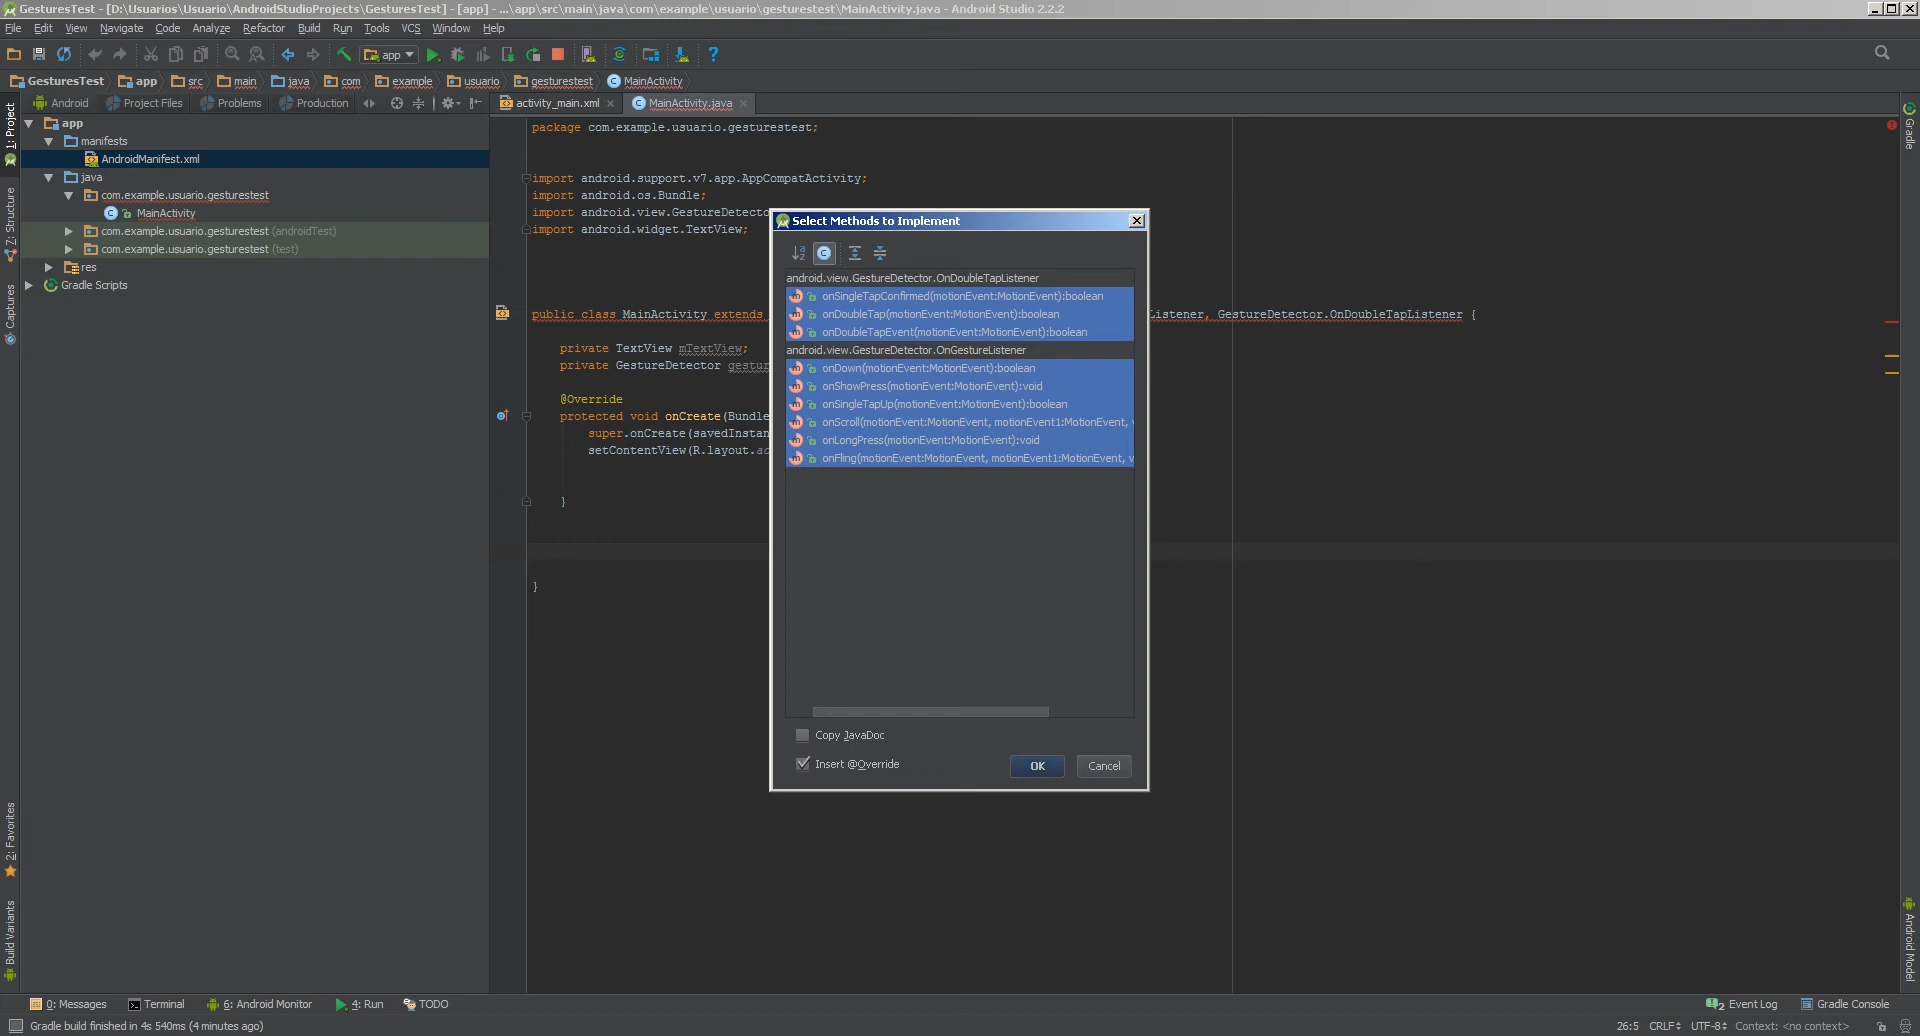 GesturesTest - [D:\Usuarios\Usuario\AndroidStudioProjects\GesturesTest] - [app] - ...\app\src\main\java\com\example\usuario\gesturestest\MainActivity.java - Android Studio 2.2.2
File Edit View Navigate Code Analyze Refactor Build Run Tools VCS Window Help
app
GesturesTest app src main java com example usuario gesturestest MainActivity
Android Project Files Problems Production activity_main.xml MainActivity.java
1: Project
Z: Structure
Captures
2: Favorites
Build Variants
app
manifests
AndroidManifest.xml
java
com.example.usuario.gesturestest
MainActivity
com.example.usuario.gesturestest (androidTest)
com.example.usuario.gesturestest (test)
res
Gradle Scripts
package com.example.usuario.gesturestest;
import android.support.v7.app.AppCompatActivity;
import android.os.Bundle;
import android.view.GestureDetecto
import android.widget.TextView;
public class MainActivity extends
Listener, GestureDetector.OnDoubleTapListener {
private TextView mTextView;
private GestureDetector gestur
@Override
protected void onCreate(Bundle
super.onCreate(savedInstan
setContentView(R.layout.ac
}
}
Select Methods to Implement
android.view.GestureDetector.OnDoubleTapListener
onSingleTapConfirmed(motionEvent:MotionEvent):boolean
onDoubleTap(motionEvent:MotionEvent):boolean
onDoubleTapEvent(motionEvent:MotionEvent):boolean
android.view.GestureDetector.OnGestureListener
onDown(motionEvent:MotionEvent):boolean
onShowPress(motionEvent:MotionEvent):void
onSingleTapUp(motionEvent:MotionEvent):boolean
onScroll(motionEvent:MotionEvent, motionEvent1:MotionEvent, v
onLongPress(motionEvent:MotionEvent):void
onFling(motionEvent:MotionEvent, motionEvent1:MotionEvent, v
Copy JavaDoc
Insert @Override
OK Cancel
Gradle
Android Model
0: Messages Terminal 6: Android Monitor 4: Run TODO 2 Event Log Gradle Console
Gradle build finished in 4s 540ms (4 minutes ago) 26:5 CRLF UTF-8 Context: <no context>